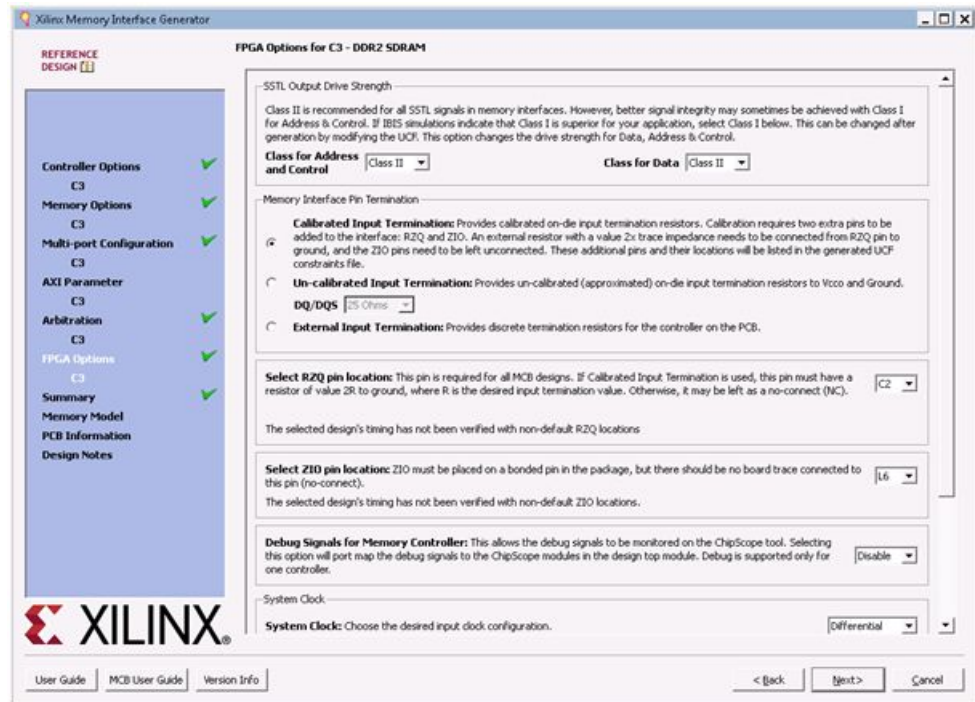 Xilinx Memory Interface Generator
REFERENCE
DESIGN
Controller Options
C3
Memory Options
C3
Multi-port Configuration
C3
AXI Parameter
C3
Arbitration
C3
FPGA Options
C3
Summary
Memory Model
PCB Information
Design Notes
XILINX®
FPGA Options for C3 - DDR2 SDRAM
SSTL Output Drive Strength
Class II is recommended for all SSTL signals in memory interfaces. However, better signal integrity may sometimes be achieved with Class I
for Address & Control. If IBIS simulations indicate that Class I is superior for your application, select Class I below. This can be changed after
generation by modifying the UCF. This option changes the drive strength for Data, Address & Control.
Class for Address
and Control Class II
Class for Data Class II
Memory Interface Pin Termination
Calibrated Input Termination: Provides calibrated on-die input termination resistors. Calibration requires two extra pins to be
added to the interface: RZQ and ZIO. An external resistor with a value 2x trace impedance needs to be connected from RZQ pin to
ground, and the ZIO pins need to be left unconnected. These additional pins and their locations will be listed in the generated UCF
constraints file.
Un-calibrated Input Termination: Provides un-calibrated (approximated) on-die input termination resistors to Vcco and Ground.
DQ/DQS 25 Ohms
External Input Termination: Provides discrete termination resistors for the controller on the PCB.
Select RZQ pin location: This pin is required for all MCB designs. If Calibrated Input Termination is used, this pin must have a
resistor of value 2R to ground, where R is the desired input termination value. Otherwise, it may be left as a no-connect (NC).
C2
The selected design's timing has not been verified with non-default RZQ locations
Select ZIO pin location: ZIO must be placed on a bonded pin in the package, but there should be no board trace connected to
this pin (no-connect).
L6
The selected design's timing has not been verified with non-default ZIO locations.
Debug Signals for Memory Controller: This allows the debug signals to be monitored on the ChipScope tool. Selecting
this option will port map the debug signals to the ChipScope modules in the design top module. Debug is supported only for
one controller.
Disable
System Clock
System Clock: Choose the desired input clock configuration.
Differential
User Guide
MCB User Guide
Version Info
< Back
Next>
Cancel